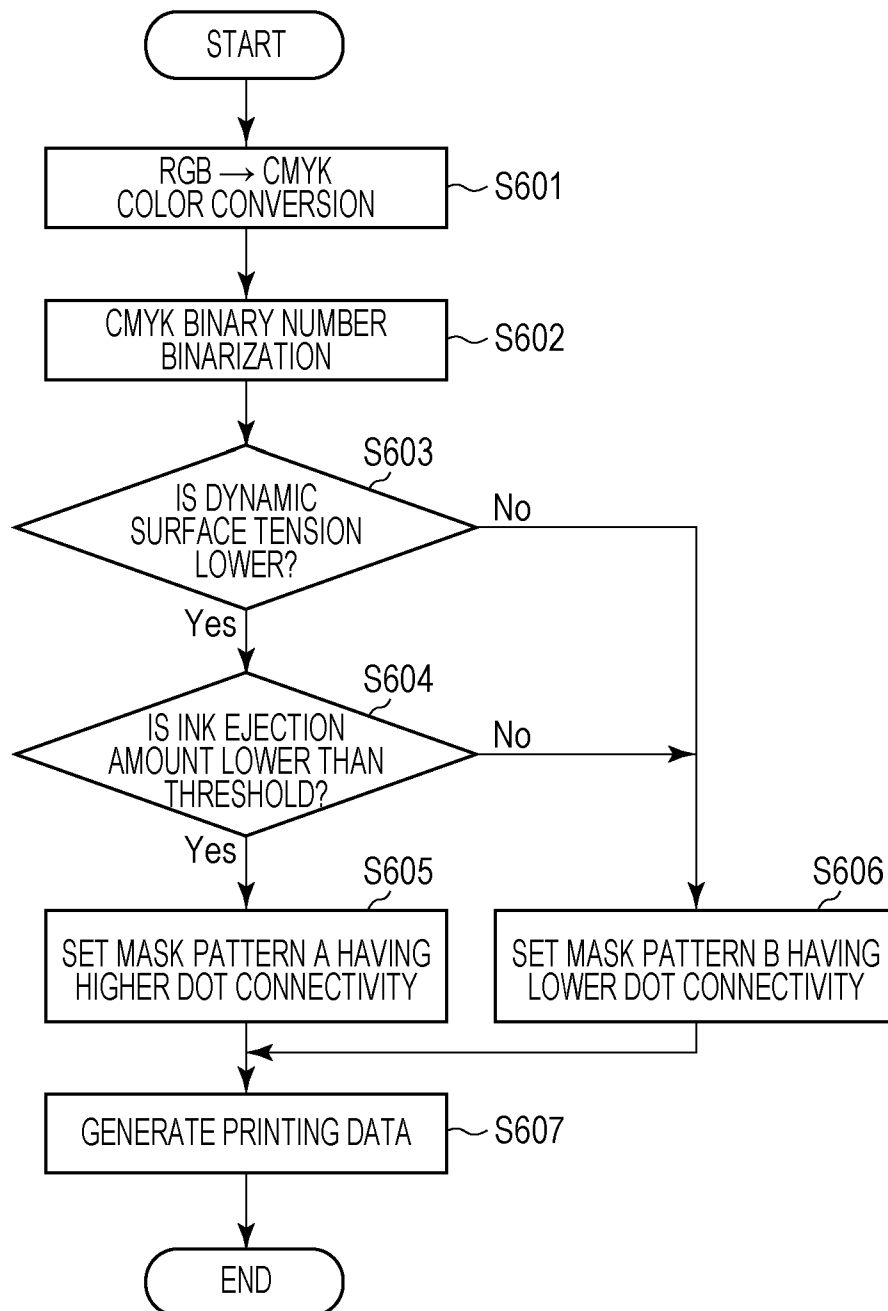 START
RGB → CMYK
COLOR CONVERSION
S601
CMYK BINARY NUMBER
BINARIZATION
S602
S603
IS DYNAMIC
SURFACE TENSION
LOWER?
No
Yes
S604
IS INK EJECTION
AMOUNT LOWER THAN
THRESHOLD?
No
Yes
S605
SET MASK PATTERN A HAVING
HIGHER DOT CONNECTIVITY
S606
SET MASK PATTERN B HAVING
LOWER DOT CONNECTIVITY
GENERATE PRINTING DATA
S607
END